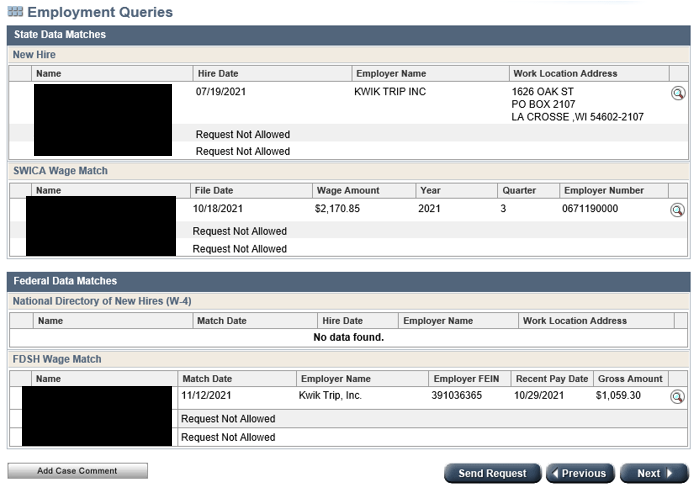 Employment Queries
State Data Matches
New Hire
Name Hire Date Employer Name Work Location Address
07/19/2021 KWIK TRIP INC 1626 OAK ST
PO BOX 2107
LA CROSSE ,WI 54602-2107
Request Not Allowed
Request Not Allowed
SWICA Wage Match
Name File Date Wage Amount Year Quarter Employer Number
10/18/2021 $2,170.85 2021 3 0671190000
Request Not Allowed
Request Not Allowed
Federal Data Matches
National Directory of New Hires (W-4)
Name Match Date Hire Date Employer Name Work Location Address
No data found.
FDSH Wage Match
Name Match Date Employer Name Employer FEIN Recent Pay Date Gross Amount
11/12/2021 Kwik Trip, Inc. 391036365 10/29/2021 $1,059.30
Request Not Allowed
Request Not Allowed
Add Case Comment Send Request Previous Next